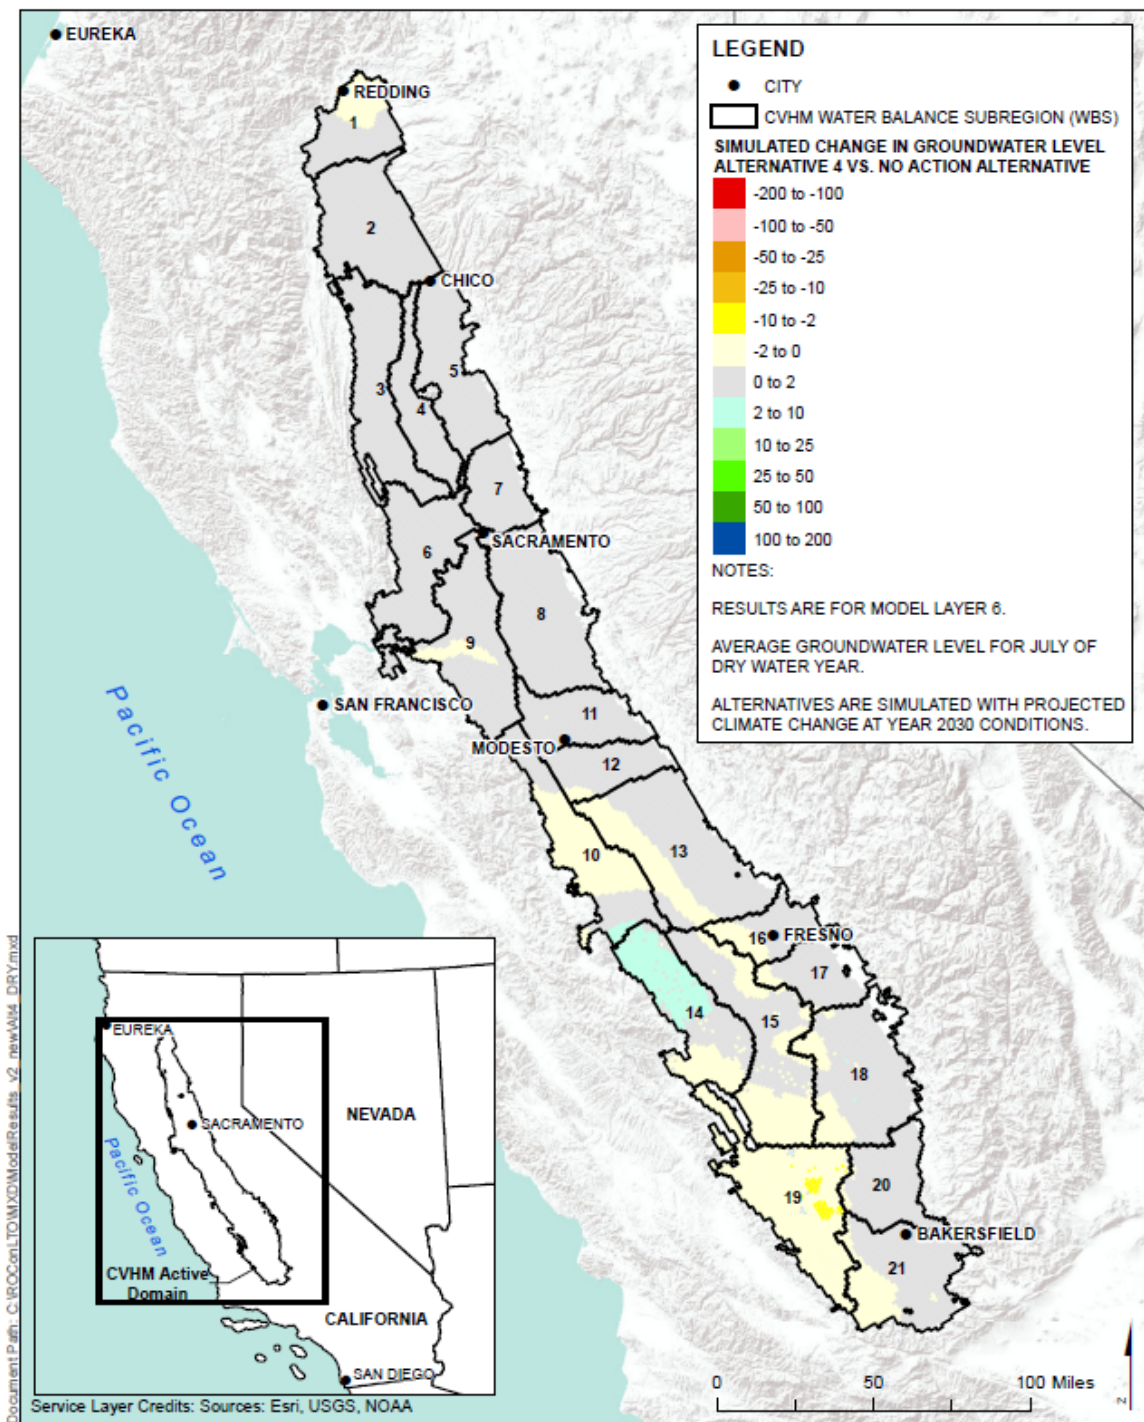 EUREKA
REDDING
1
2
CHICO
3
4
5
7
6
SACRAMENTO
8
9
SAN FRANCISCO
11
MODESTO
12
10
13
16
FRESNO
17
14
15
18
19
20
BAKERSFIELD
21
Pacific Ocean
LEGEND
CITY
CVHM WATER BALANCE SUBREGION (WBS)
SIMULATED CHANGE IN GROUNDWATER LEVEL
ALTERNATIVE 4 VS. NO ACTION ALTERNATIVE
-200 to -100
-100 to -50
-50 to -25
-25 to -10
-10 to -2
-2 to 0
0 to 2
2 to 10
10 to 25
25 to 50
50 to 100
100 to 200
NOTES:
RESULTS ARE FOR MODEL LAYER 6.
AVERAGE GROUNDWATER LEVEL FOR JULY OF
DRY WATER YEAR.
ALTERNATIVES ARE SIMULATED WITH PROJECTED
CLIMATE CHANGE AT YEAR 2030 CONDITIONS.
EUREKA
SACRAMENTO
NEVADA
Pacific Ocean
CVHM Active
Domain
CALIFORNIA
SAN DIEGO
Service Layer Credits: Sources: Esri, USGS, NOAA
0 50 100 Miles
Z
Document Path: